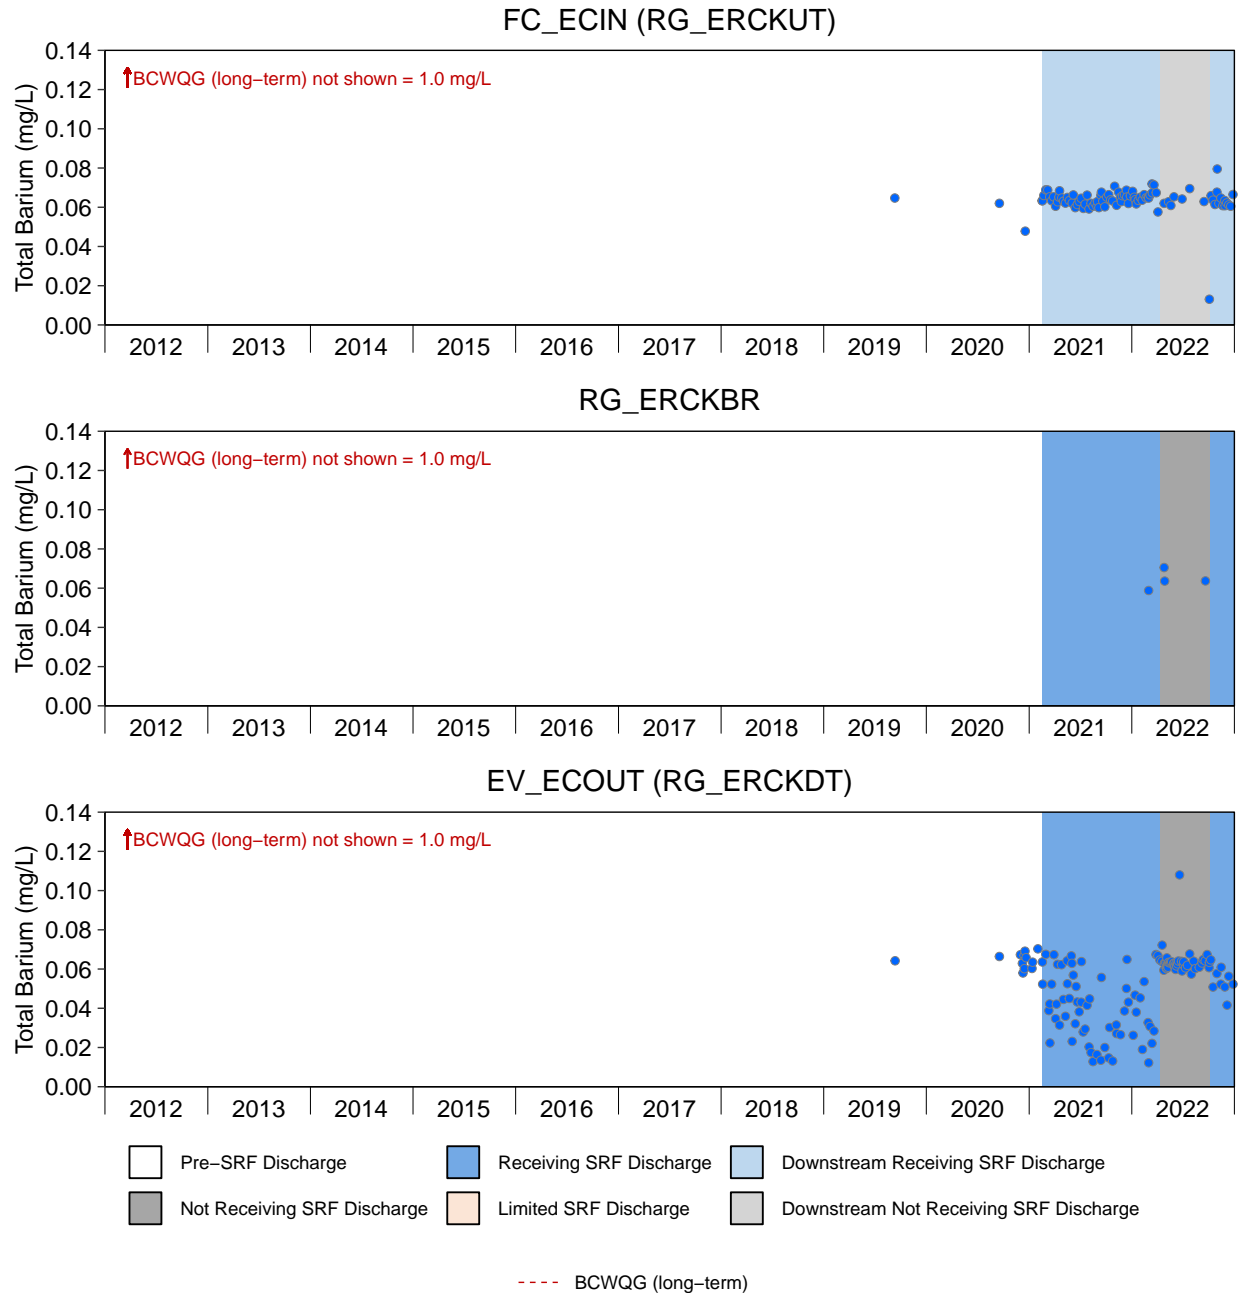 FC_ECIN (RG_ERCKUT)
Total Barium (mg/L)
0.14
0.12
0.10
0.08
0.06
0.04
0.02
0.00
BCWQG (long−term) not shown = 1.0 mg/L
2012 2013 2014 2015 2016 2017 2018 2019 2020 2021 2022
RG_ERCKBR
Total Barium (mg/L)
0.14
0.12
0.10
0.08
0.06
0.04
0.02
0.00
BCWQG (long−term) not shown = 1.0 mg/L
2012 2013 2014 2015 2016 2017 2018 2019 2020 2021 2022
EV_ECOUT (RG_ERCKDT)
Total Barium (mg/L)
0.14
0.12
0.10
0.08
0.06
0.04
0.02
0.00
BCWQG (long−term) not shown = 1.0 mg/L
2012 2013 2014 2015 2016 2017 2018 2019 2020 2021 2022
Pre−SRF Discharge Receiving SRF Discharge Downstream Receiving SRF Discharge
Not Receiving SRF Discharge Limited SRF Discharge Downstream Not Receiving SRF Discharge
BCWQG (long−term)